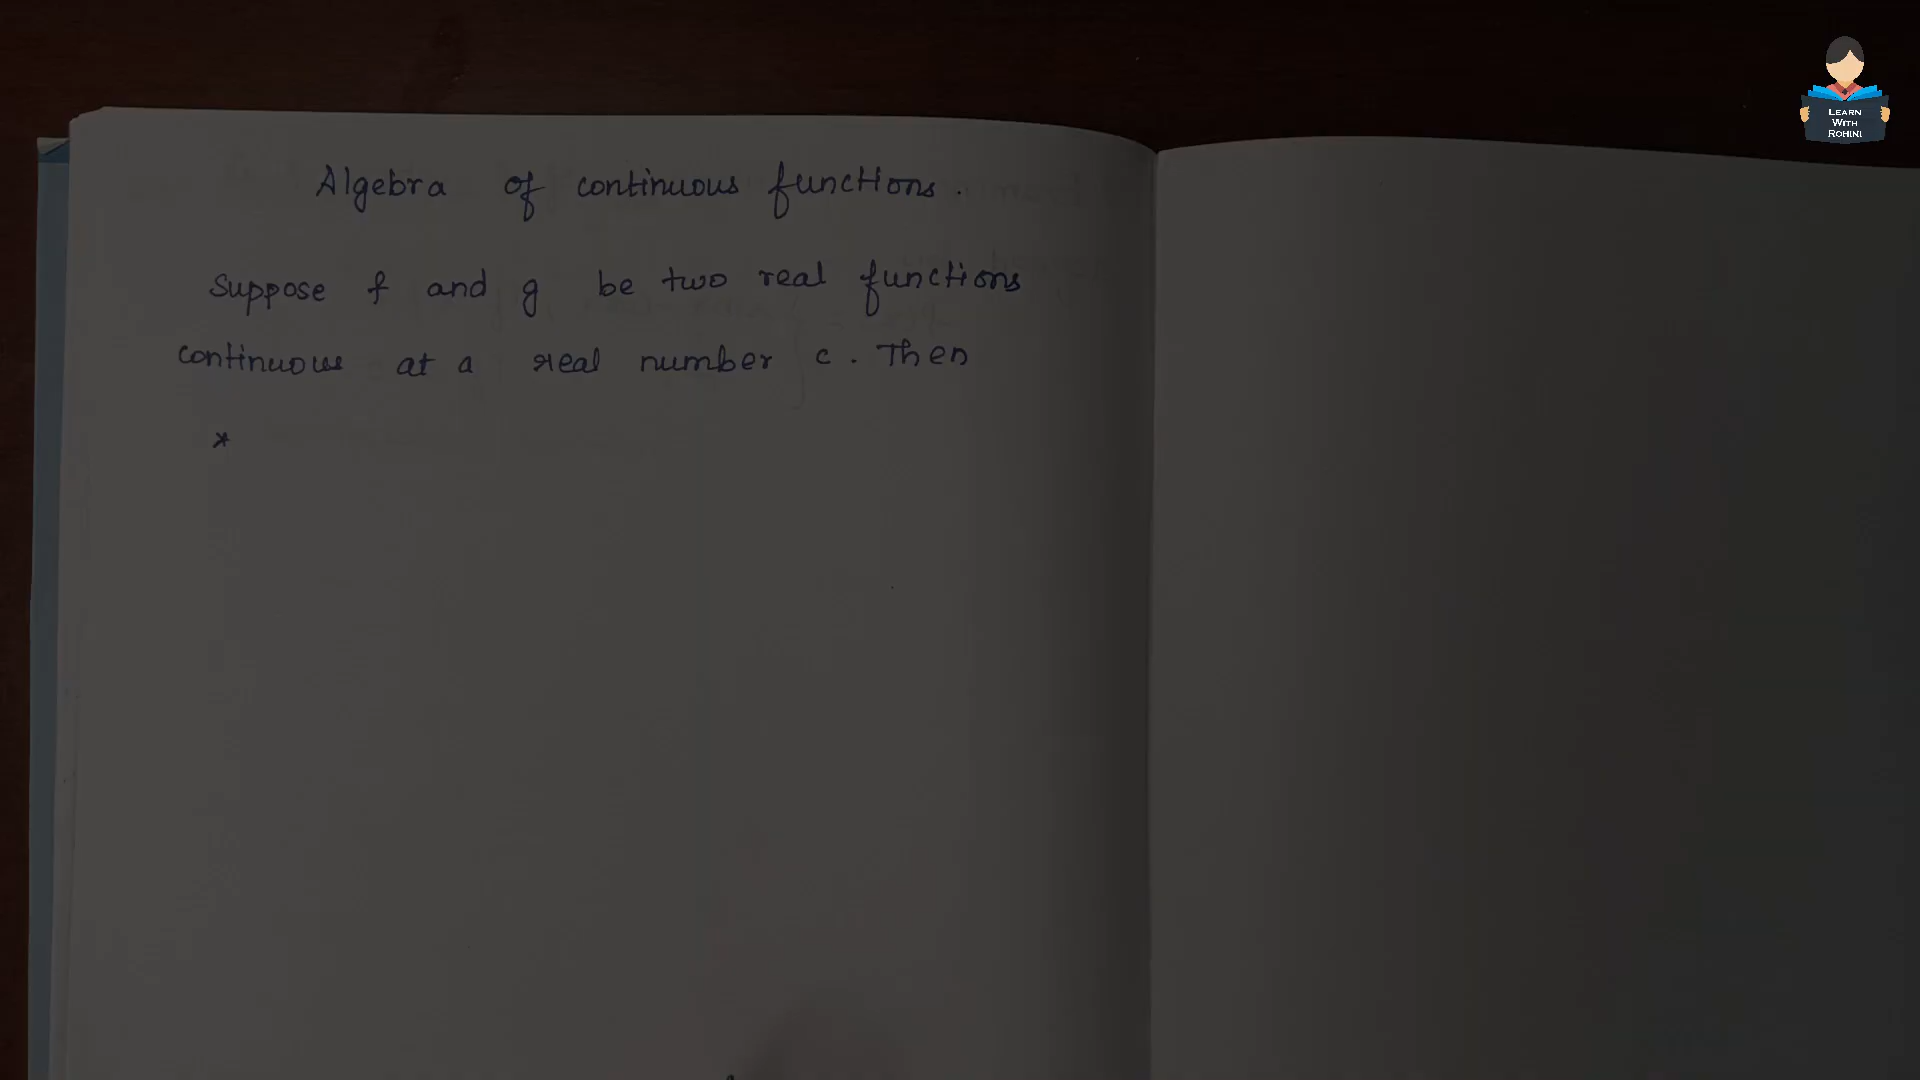 Algebra of continuous functions.
Suppose f and g be two real functions
continuous at a real number c. Then
*
LEARN
WITH
ROHINI